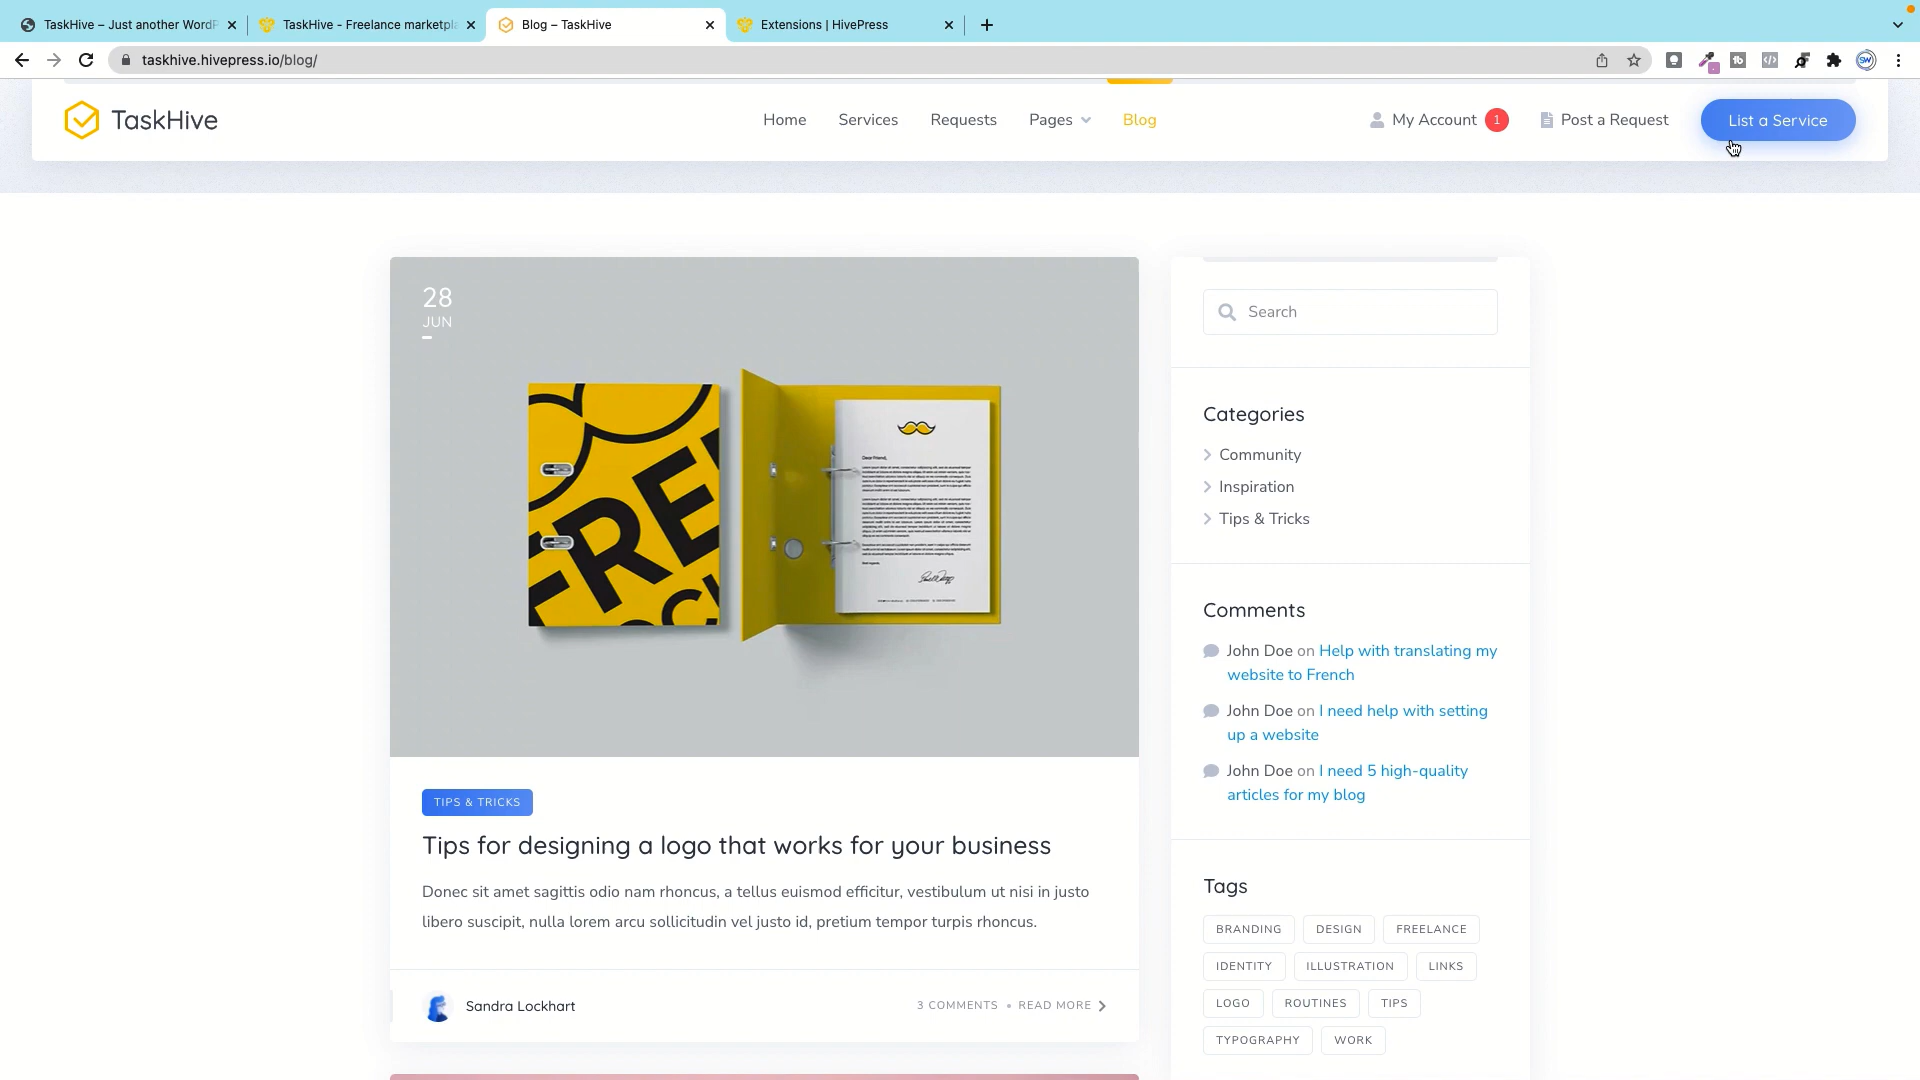 TaskHive – Just another WordP
TaskHive - Freelance marketpla
Blog – TaskHive
Extensions | HivePress
taskhive.hivepress.io/blog/
TaskHive
Home
Services
Requests
Pages
Blog
My Account 1
Post a Request
List a Service
28
JUN
FREE
Dear Friend,
TIPS & TRICKS
Tips for designing a logo that works for your business
Donec sit amet sagittis odio nam rhoncus, a tellus euismod efficitur, vestibulum ut nisi in justo
libero suscipit, nulla lorem arcu sollicitudin vel justo id, pretium tempor turpis rhoncus.
Sandra Lockhart
3 COMMENTS • READ MORE
Search
Categories
Community
Inspiration
Tips & Tricks
Comments
John Doe on Help with translating my
website to French
John Doe on I need help with setting
up a website
John Doe on I need 5 high-quality
articles for my blog
Tags
BRANDING DESIGN FREELANCE
IDENTITY ILLUSTRATION LINKS
LOGO ROUTINES TIPS
TYPOGRAPHY WORK